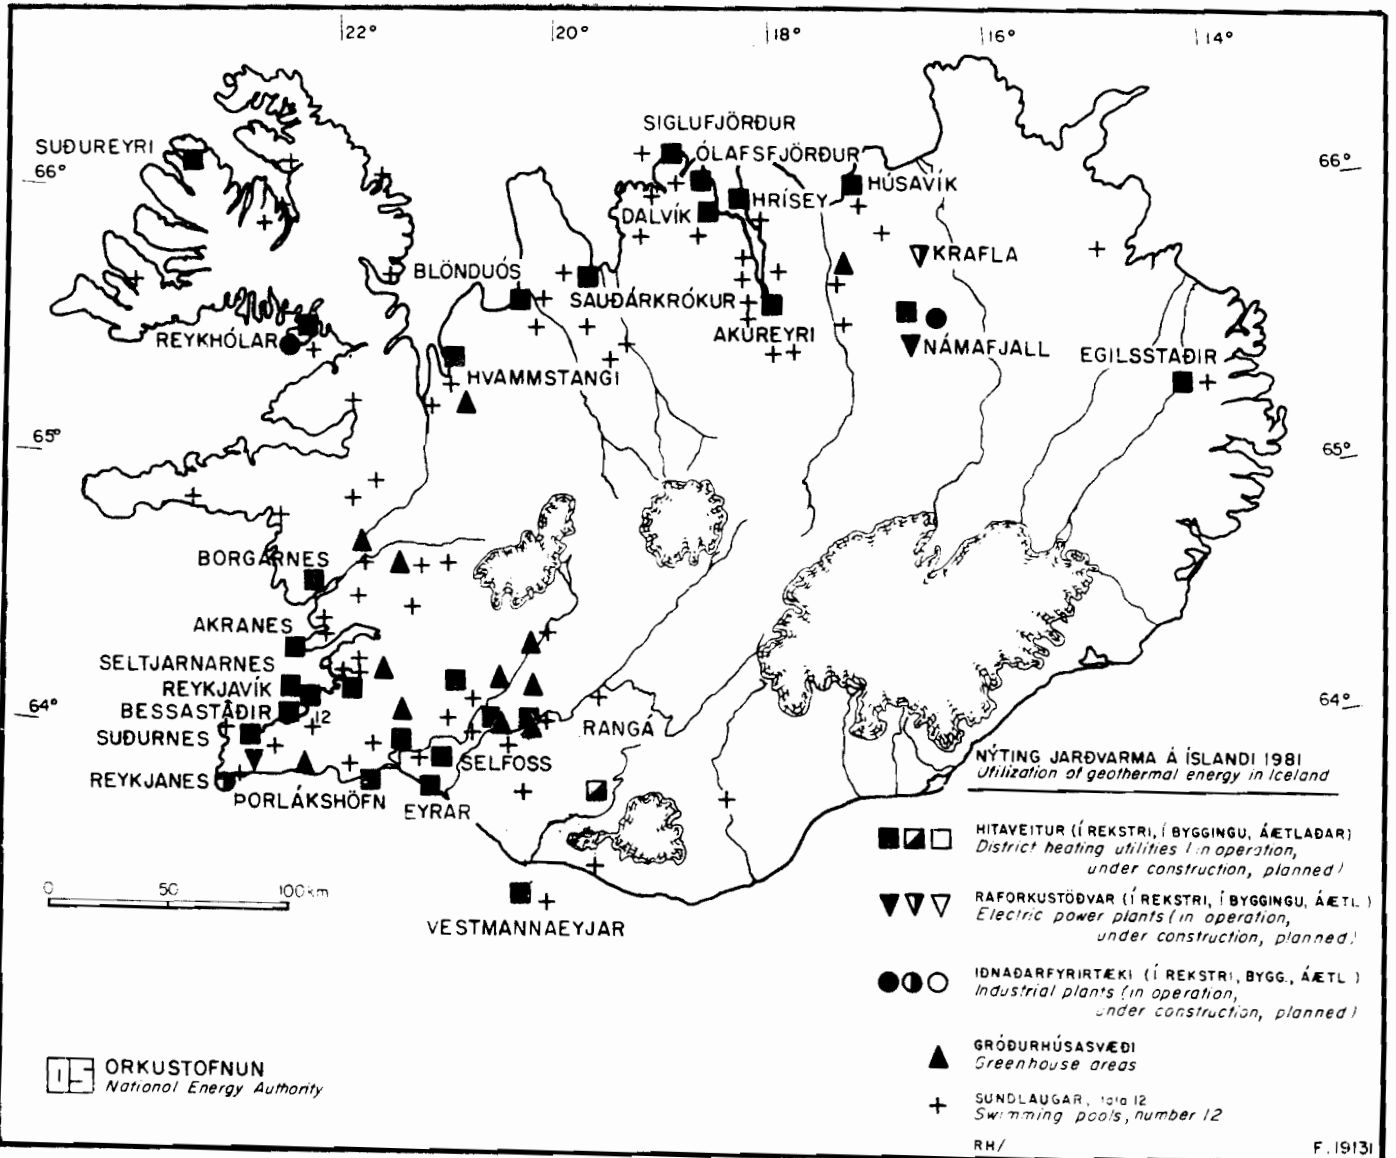 22° 20° 18° 16° 14°
SIGLUFJÖRÐUR
SUÐUREYRI
ÓLAFSFJÖRÐUR
66° 66°
HÚSAVÍK
HRÍSEY
DALVÍK
KRAFLA
BLÖNDUÓS
SAUÐÁRKRÓKUR
REYKHÓLAR
AKUREYRI
NÁMAFJALL
EGILSSTAÐIR
HVAMMSTANGI
65° 65°
BORGARNES
AKRANES
SELTJARNARNES
REYKJAVÍK
64° 64°
BESSASTAÐIR
12
RANGÁ
SUÐURNES
SELFOSS
REYKJANES
ÞORLÁKSHÖFN
EYRAR
VESTMANNAEYJAR
0 50 100 km
NÝTING JARÐVARMA Á ÍSLANDI 1981
Utilization of geothermal energy in Iceland
HITAVEITUR (Í REKSTRI, Í BYGGINGU, ÁÆTLAÐAR)
District heating utilities (in operation,
under construction, planned)
RAFORKUSTÖÐVAR (Í REKSTRI, Í BYGGINGU, ÁÆTL.)
Electric power plants (in operation,
under construction, planned)
IÐNAÐARFYRIRTÆKI (Í REKSTRI, BYGG., ÁÆTL.)
Industrial plants (in operation,
under construction, planned)
GRÓÐURHÚSASVÆÐI
Greenhouse areas
SUNDLAUGAR, tala 12
Swimming pools, number 12
OS ORKUSTOFNUN
National Energy Authority
RH/ F. 19131